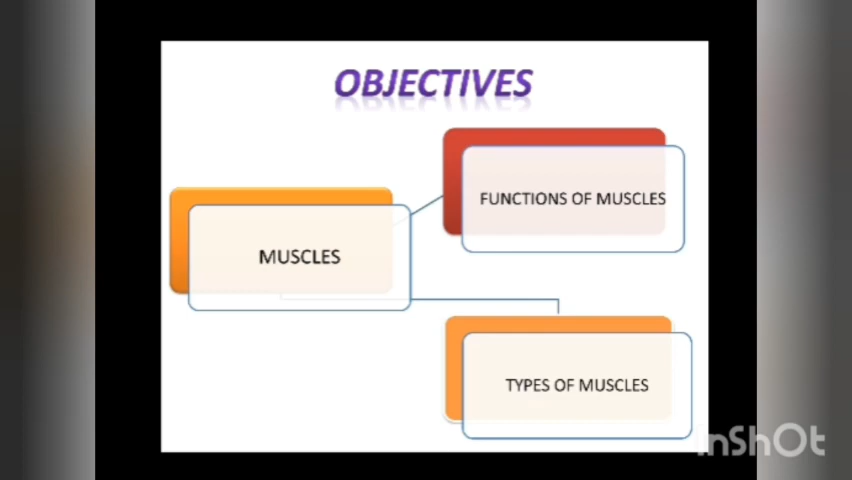 OBJECTIVES
FUNCTIONS OF MUSCLES
MUSCLES
TYPES OF MUSCLES
InShOt